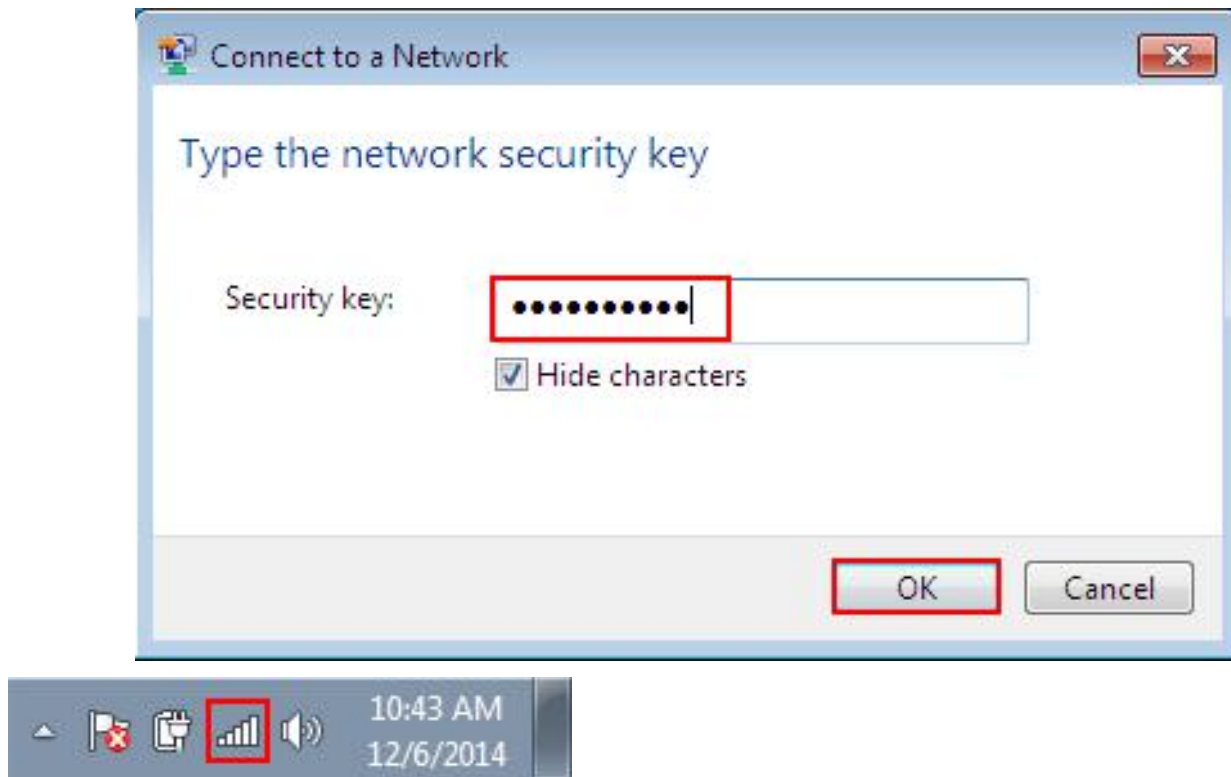 Connect to a Network
Type the network security key
Security key: ●●●●●●●●●●
Hide characters
OK Cancel
10:43 AM
12/6/2014